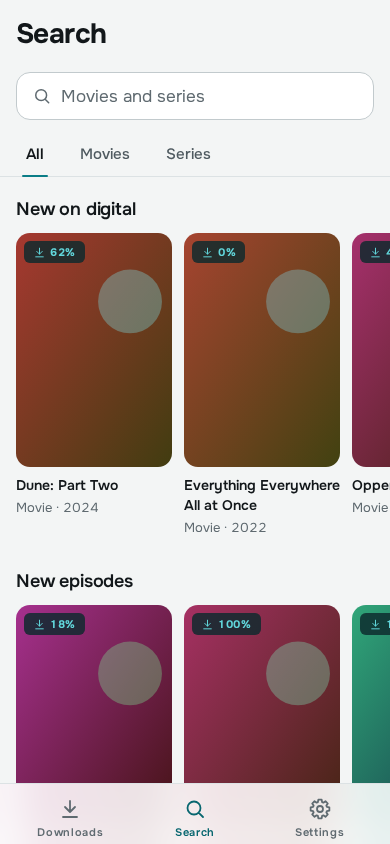 Search
Movies and series
All Movies Series
New on digital
62% 0%
Dune: Part Two Everything Everywhere
All at Once
Movie · 2024 Movie
Movie · 2022
New episodes
18% 100%
Downloads Search Settings